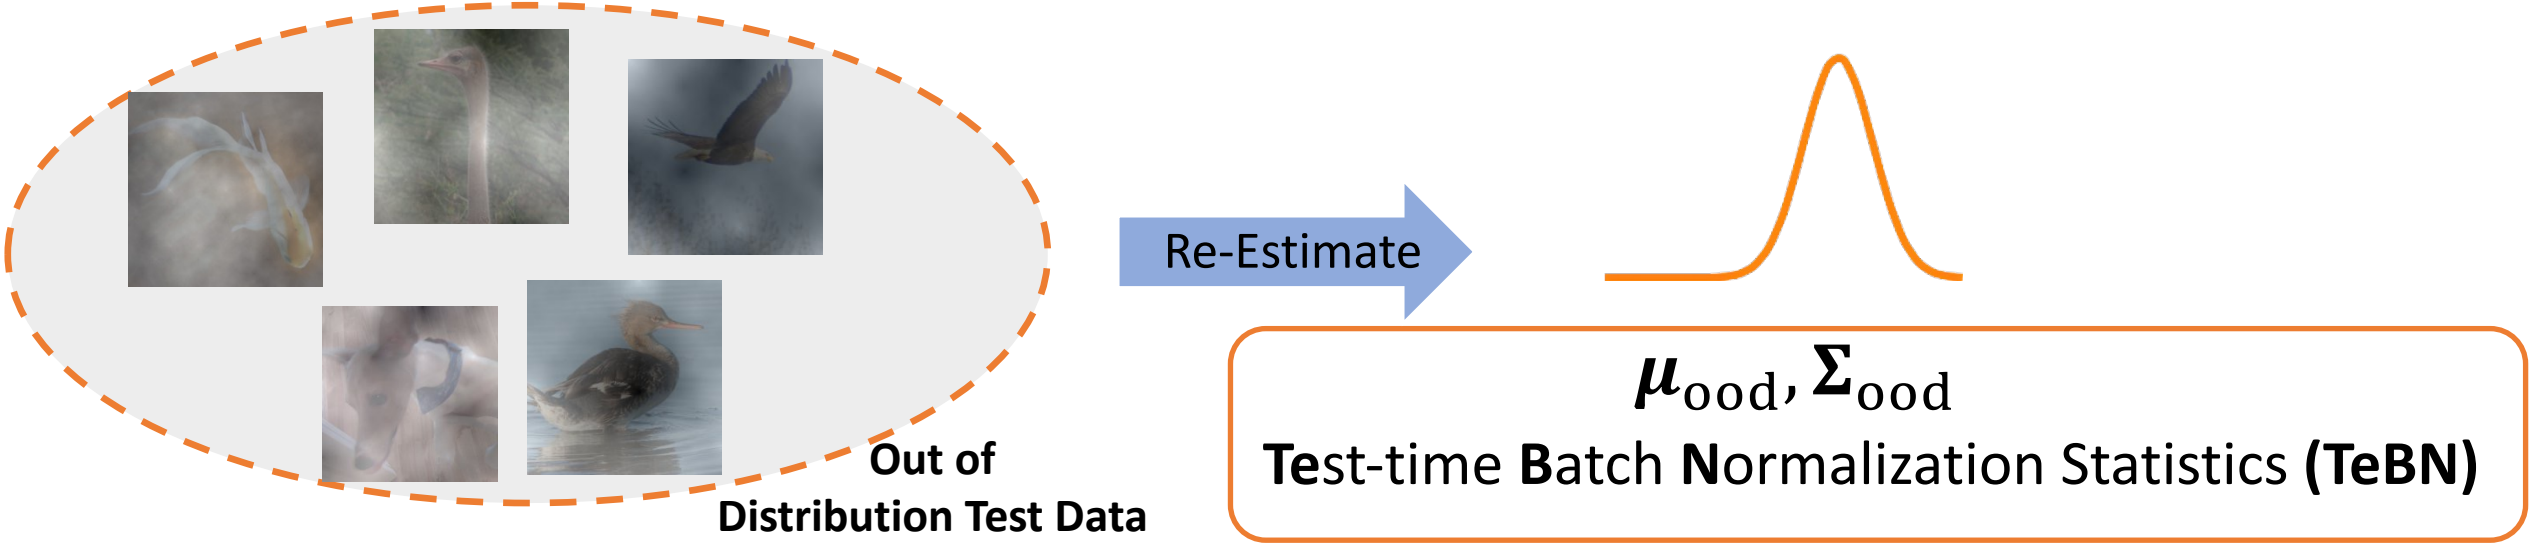 Out of
Distribution Test Data
Re-Estimate
μood, Σood
Test-time Batch Normalization Statistics (TeBN)